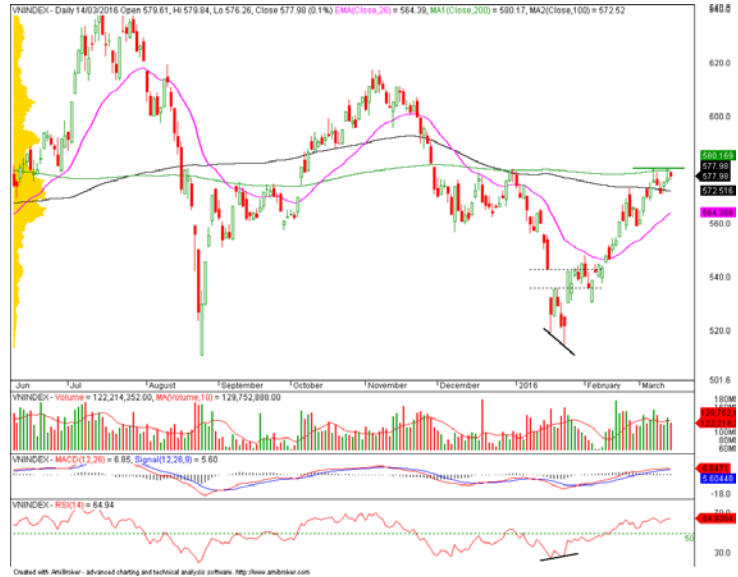 VNINDEX - Daily 14/03/2016 Open 579.61, Hi 579.84, Lo 576.26, Close 577.98 (0.1%) EMA(Close,26) = 564.39, MA1(Close,200) = 580.17, MA2(Close,100) = 572.52
620.0
600.0
580.169
577.98
577.98
572.516
564.388
560.0
540.0
520.0
501.6
Jun Jul August September October November December 2016 February March
VNINDEX - Volume = 122,214,352.00, MA(Volume,10) = 129,752,888.00
180M
100M
80M
60M
VNINDEX - MACD(12,26) = 6.85, Signal(12,26,9) = 5.60
5.60448
-18.0
VNINDEX - RSI(14) = 64.94
50
30.0
Created with AmiBroker - advanced charting and technical analysis software. http://www.amibroker.com